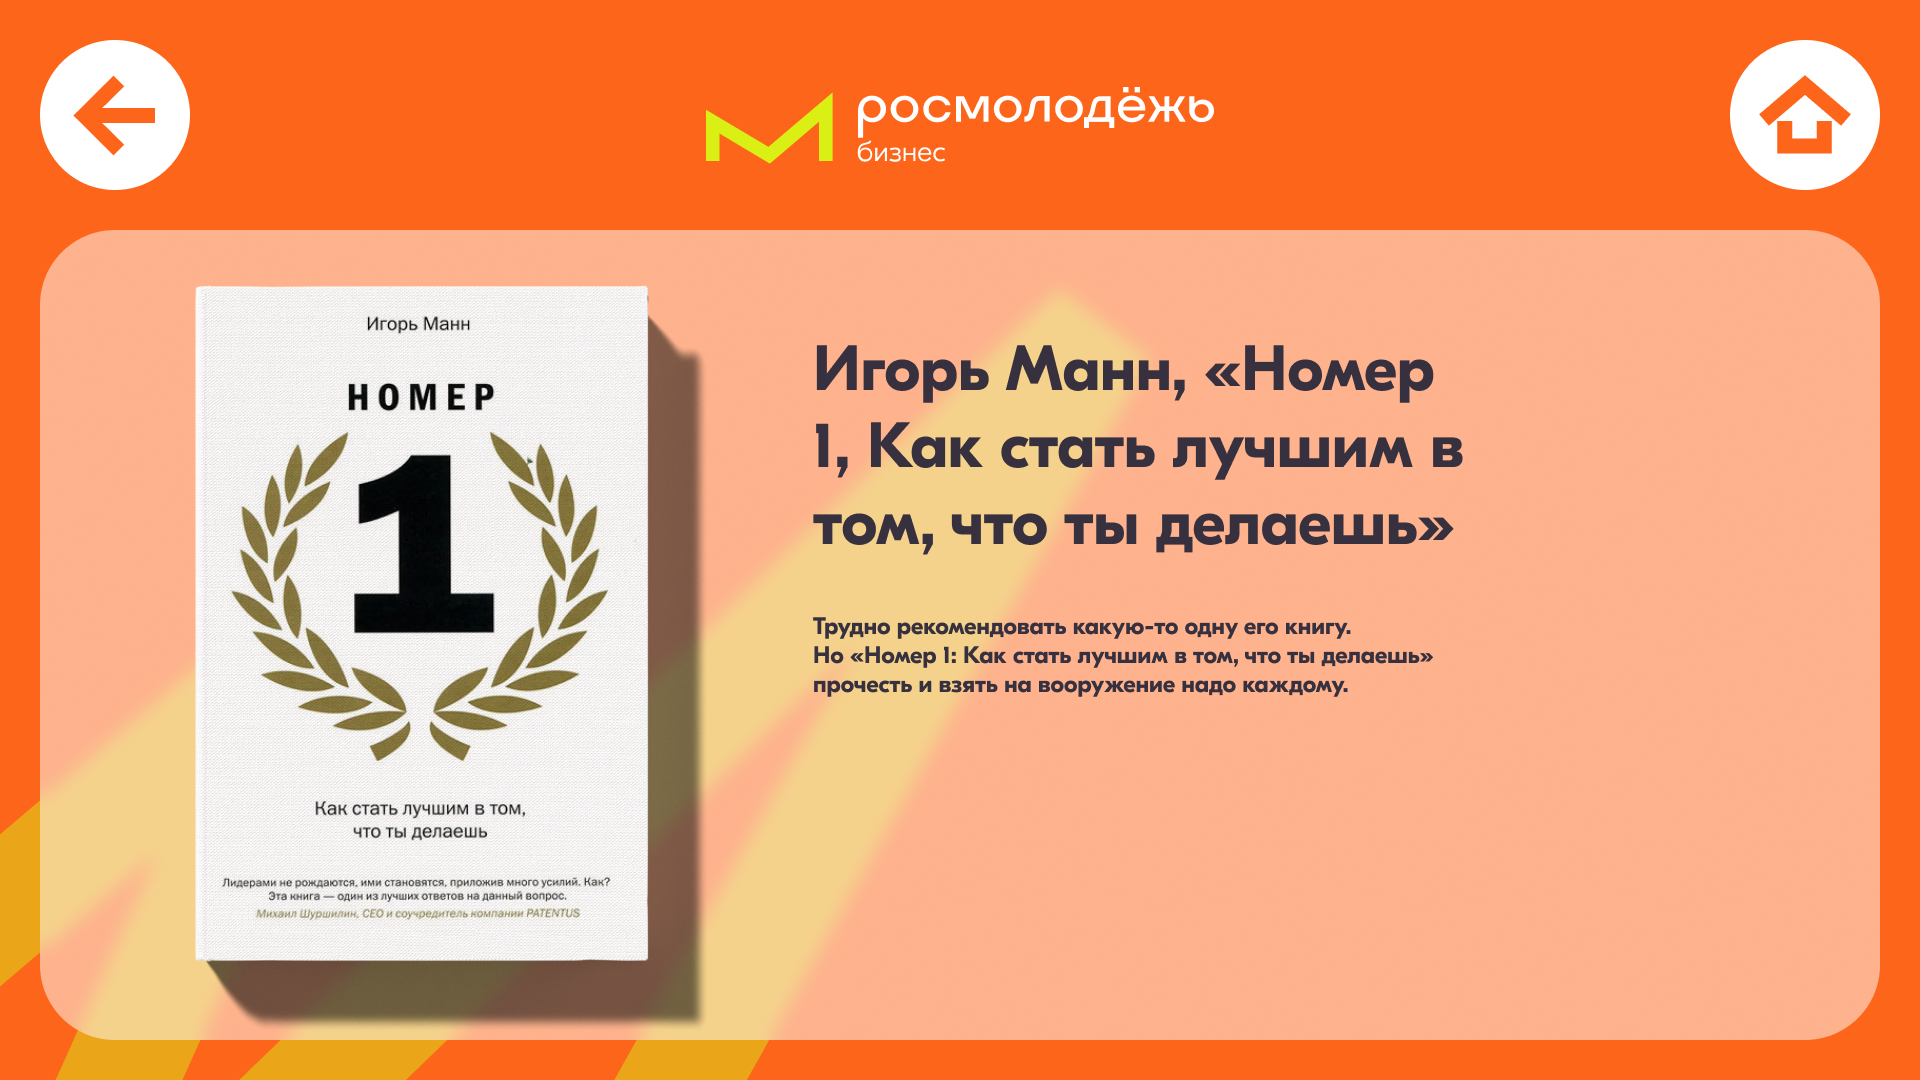 росмолодёжь
бизнес
Игорь Манн
НОМЕР
1
Как стать лучшим в том,
что ты делаешь
Лидерами не рождаются, ими становятся, приложив много усилий. Как?
Эта книга — один из лучших ответов на данный вопрос.
Михаил Шуршилин, CEO и соучредитель компании PATENTUS
Игорь Манн, «Номер
1, Как стать лучшим в
том, что ты делаешь»
Трудно рекомендовать какую-то одну его книгу.
Но «Номер 1: Как стать лучшим в том, что ты делаешь»
прочесть и взять на вооружение надо каждому.